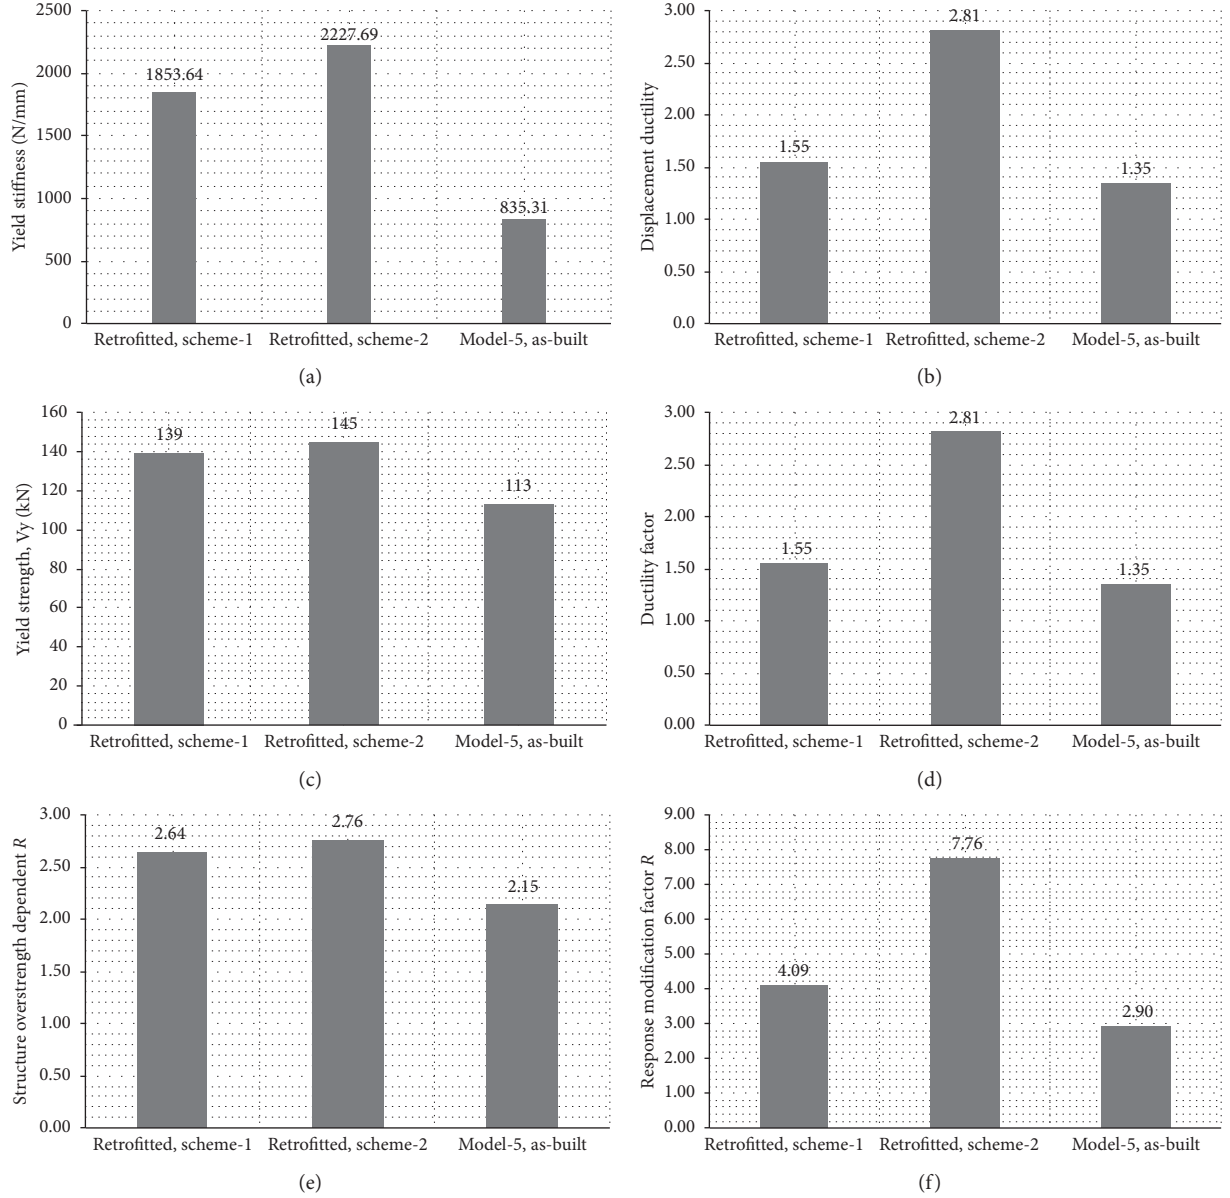 2500
2000
1500
1000
500
0
Yield stiffness (N/mm)
1853.64
2227.69
835.31
Retrofitted, scheme-1
Retrofitted, scheme-2
Model-5, as-built
(a)
3.00
2.50
2.00
1.50
1.00
0.50
0.0
Displacement ductility
1.55
2.81
1.35
Retrofitted, scheme-1
Retrofitted, scheme-2
Model-5, as-built
(b)
160
140
120
100
80
60
40
20
0
Yield strength, Vy (kN)
139
145
113
Retrofitted, scheme-1
Retrofitted, scheme-2
Model-5, as-built
(c)
3.00
2.50
2.00
1.50
1.00
0.50
0.00
Ductility factor
1.55
2.81
1.35
Retrofitted, scheme-1
Retrofitted, scheme-2
Model-5, as-built
(d)
3.00
2.50
2.00
1.50
1.00
0.50
0.00
Structure overstrength dependent R
2.64
2.76
2.15
Retrofitted, scheme-1
Retrofitted, scheme-2
Model-5, as-built
(e)
9.00
8.00
7.00
6.00
5.00
4.00
3.00
2.00
1.00
0.00
Response modification factor R
4.09
7.76
2.90
Retrofitted, scheme-1
Retrofitted, scheme-2
Model-5, as-built
(f)